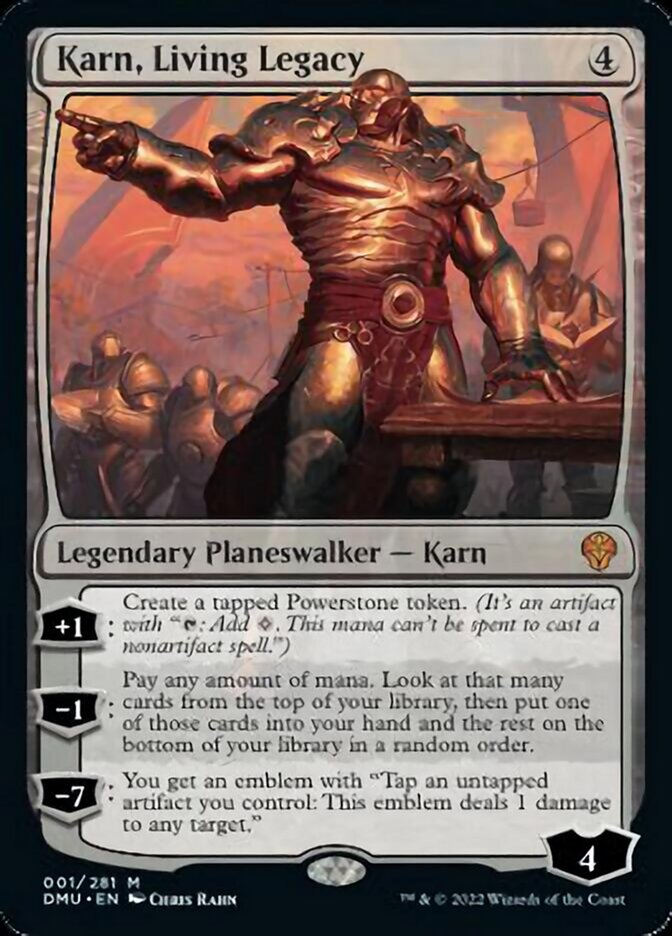 Karn, Living Legacy 4
Legendary Planeswalker — Karn
+1 : Create a tapped Powerstone token. (It's an artifact
with “T: Add C. This mana can't be spent to cast a
nonartifact spell.”)
−1 : Pay any amount of mana. Look at that many
cards from the top of your library, then put one
of those cards into your hand and the rest on the
bottom of your library in a random order.
−7 : You get an emblem with “Tap an untapped
artifact you control: This emblem deals 1 damage
to any target.”
4
001/281 M
DMU • EN Chris Rahn
™ & © 2022 Wizards of the Coast